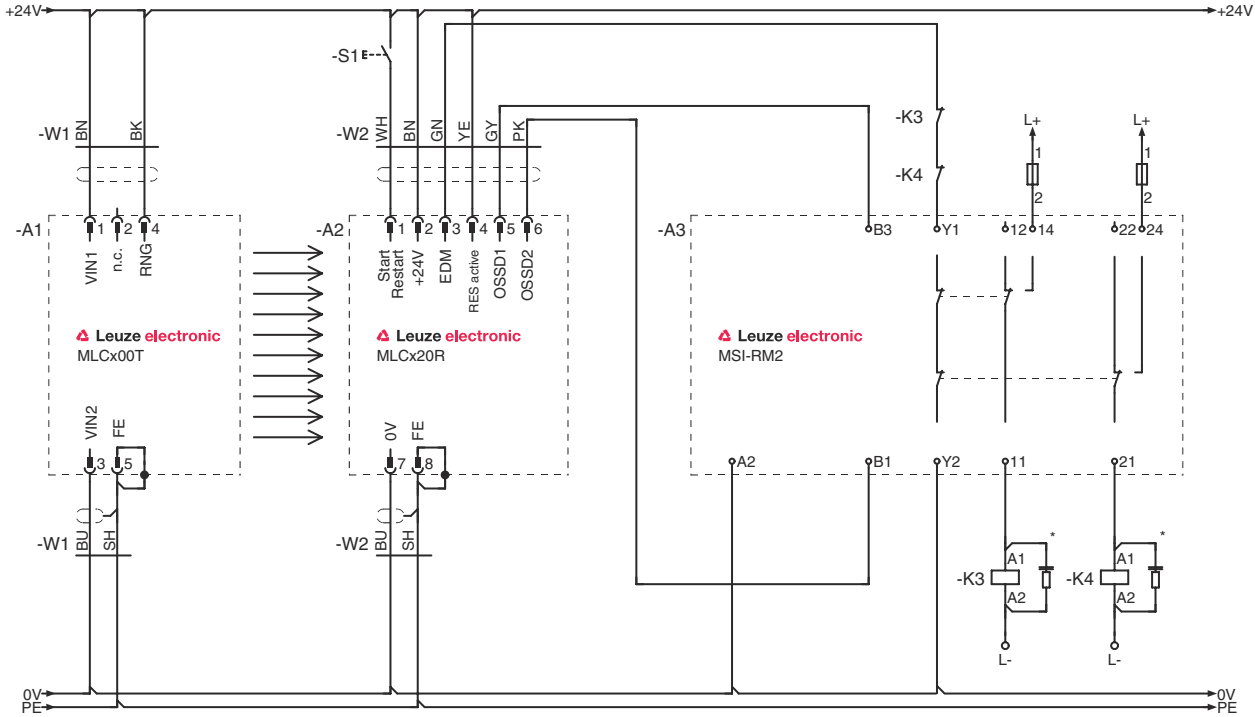 +24V +24V
-S1
-W1 BN BK
-W2 WH BN GN YE GY PK
-K3
-K4
L+ L+
1 1
2 2
-A1 1 2 4
VIN1 n.c. RNG
-A2 1 2 3 4 5 6
Start Restart +24V EDM RES active OSSD1 OSSD2
-A3 B3 Y1 12 14 22 24
Leuze electronic
MLCx00T
Leuze electronic
MLCx20R
Leuze electronic
MSI-RM2
VIN2 FE
3 5
0V FE
7 8
A2 B1 Y2 11 21
-W1 BU SH
-W2 BU SH
* *
-K3 A1 A2
-K4 A1 A2
L- L-
0V 0V
PE PE